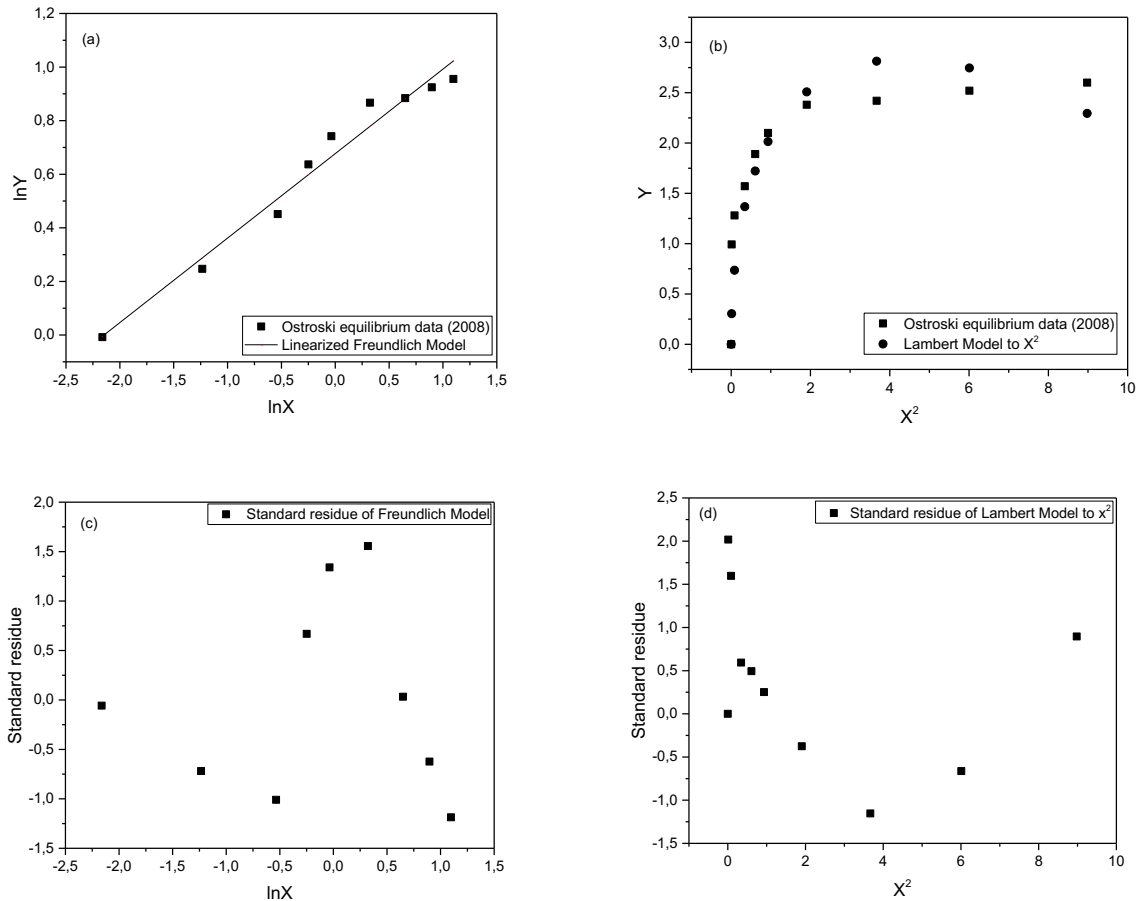 (a)
1,2
1,0
0,8
0,6
0,4
0,2
0,0
lnY
-2,5 -2,0 -1,5 -1,0 -0,5 0,0 0,5 1,0 1,5
lnX
Ostroski equilibrium data (2008)
Linearized Freundlich Model
(b)
3,0
2,5
2,0
1,5
1,0
0,5
0,0
Y
0 2 4 6 8 10
X²
Ostroski equilibrium data (2008)
Lambert Model to X²
(c)
2,0
1,5
1,0
0,5
0,0
-0,5
-1,0
-1,5
Standard residue
-2,5 -2,0 -1,5 -1,0 -0,5 0,0 0,5 1,0 1,5
lnX
Standard residue of Freundlich Model
(d)
2,5
2,0
1,5
1,0
0,5
0,0
-0,5
-1,0
-1,5
Standard residue
0 2 4 6 8 10
X²
Standard residue of Lambert Model to x²